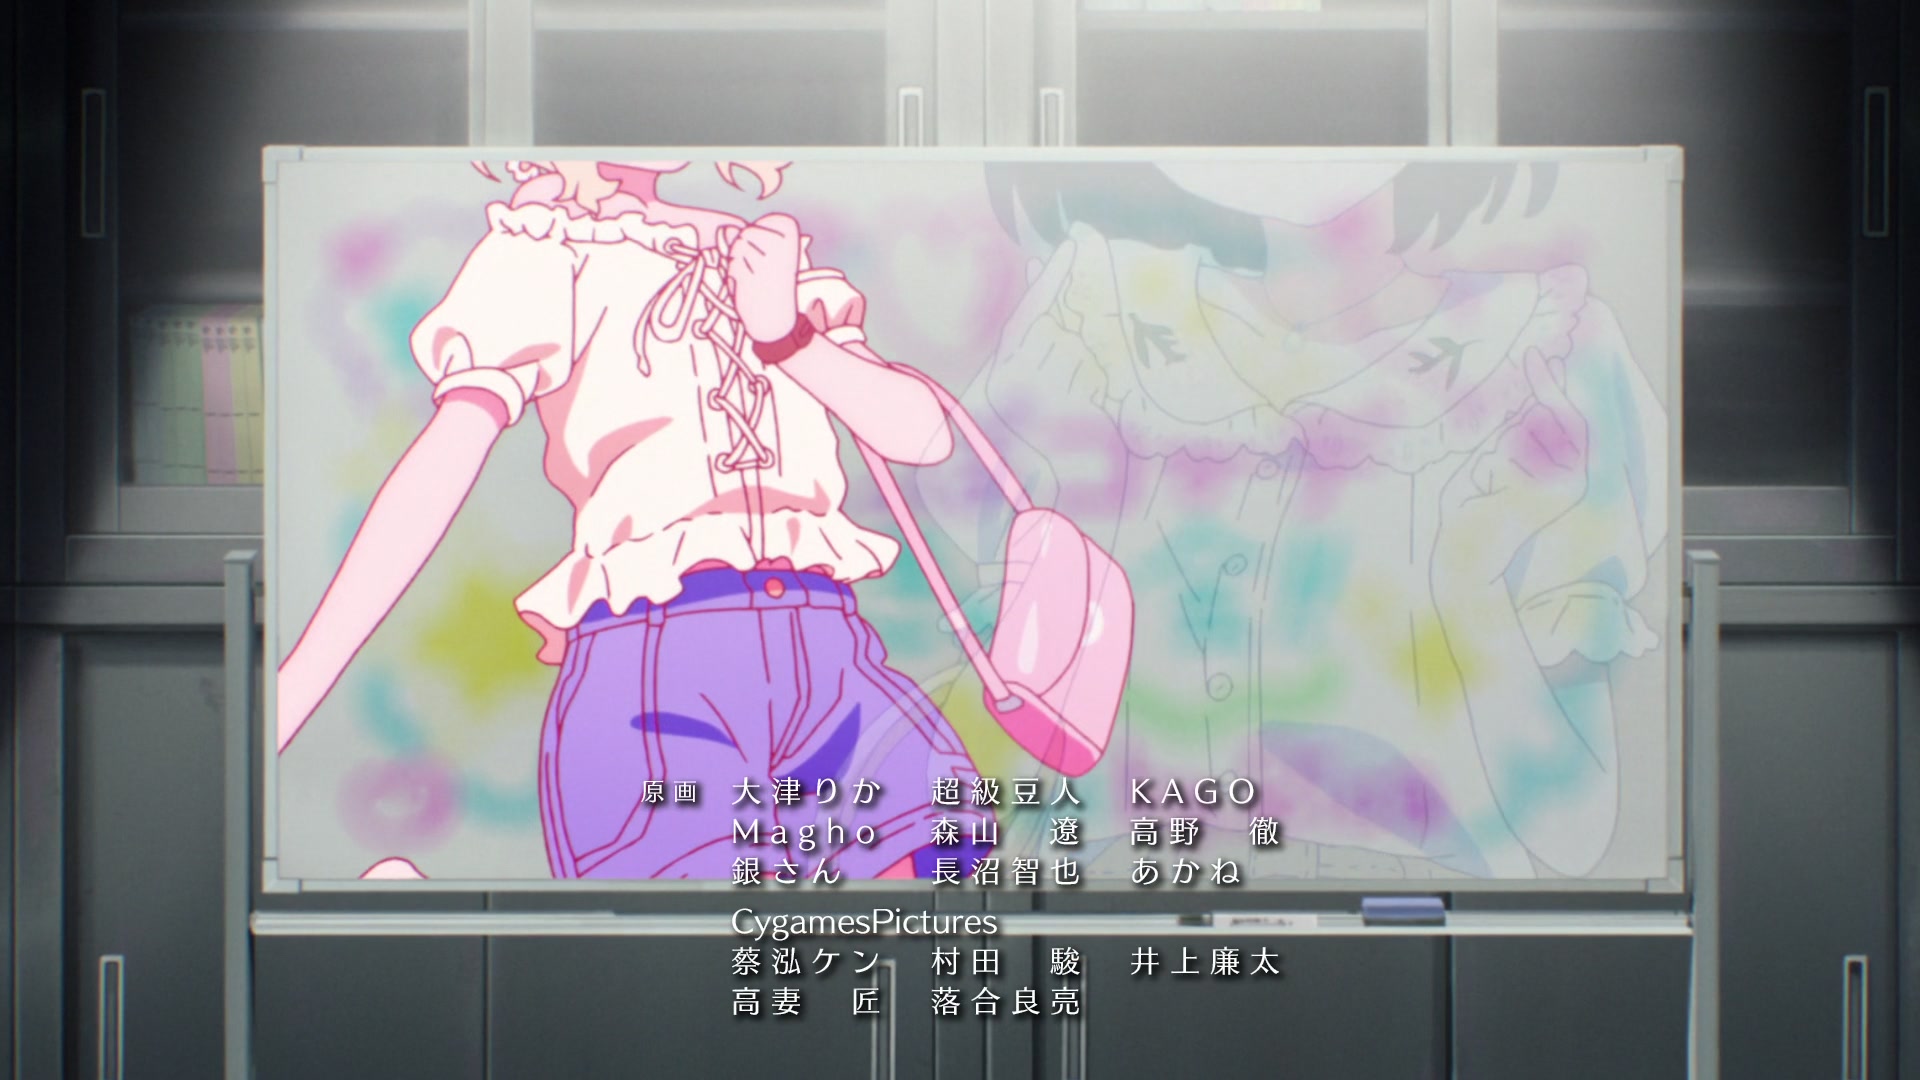 原画 大津りか 超級豆人 KAGO
Magho 森山 遼 高野 徹
銀さん 長沼智也 あかね
CygamesPictures
蔡泓ケン 村田 駿 井上廉太
高妻 匠 落合良亮